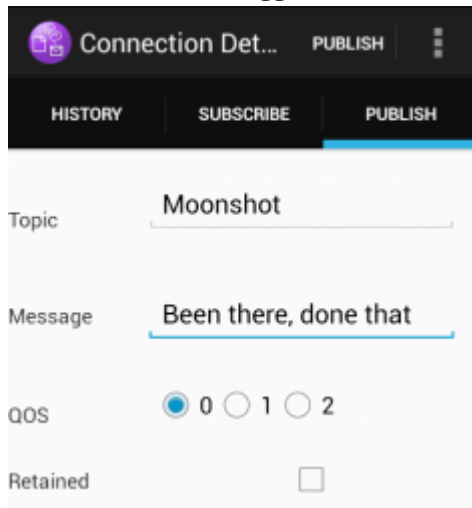 Connection Det... PUBLISH
HISTORY SUBSCRIBE PUBLISH
Topic Moonshot
Message Been there, done that
QOS 0 1 2
Retained